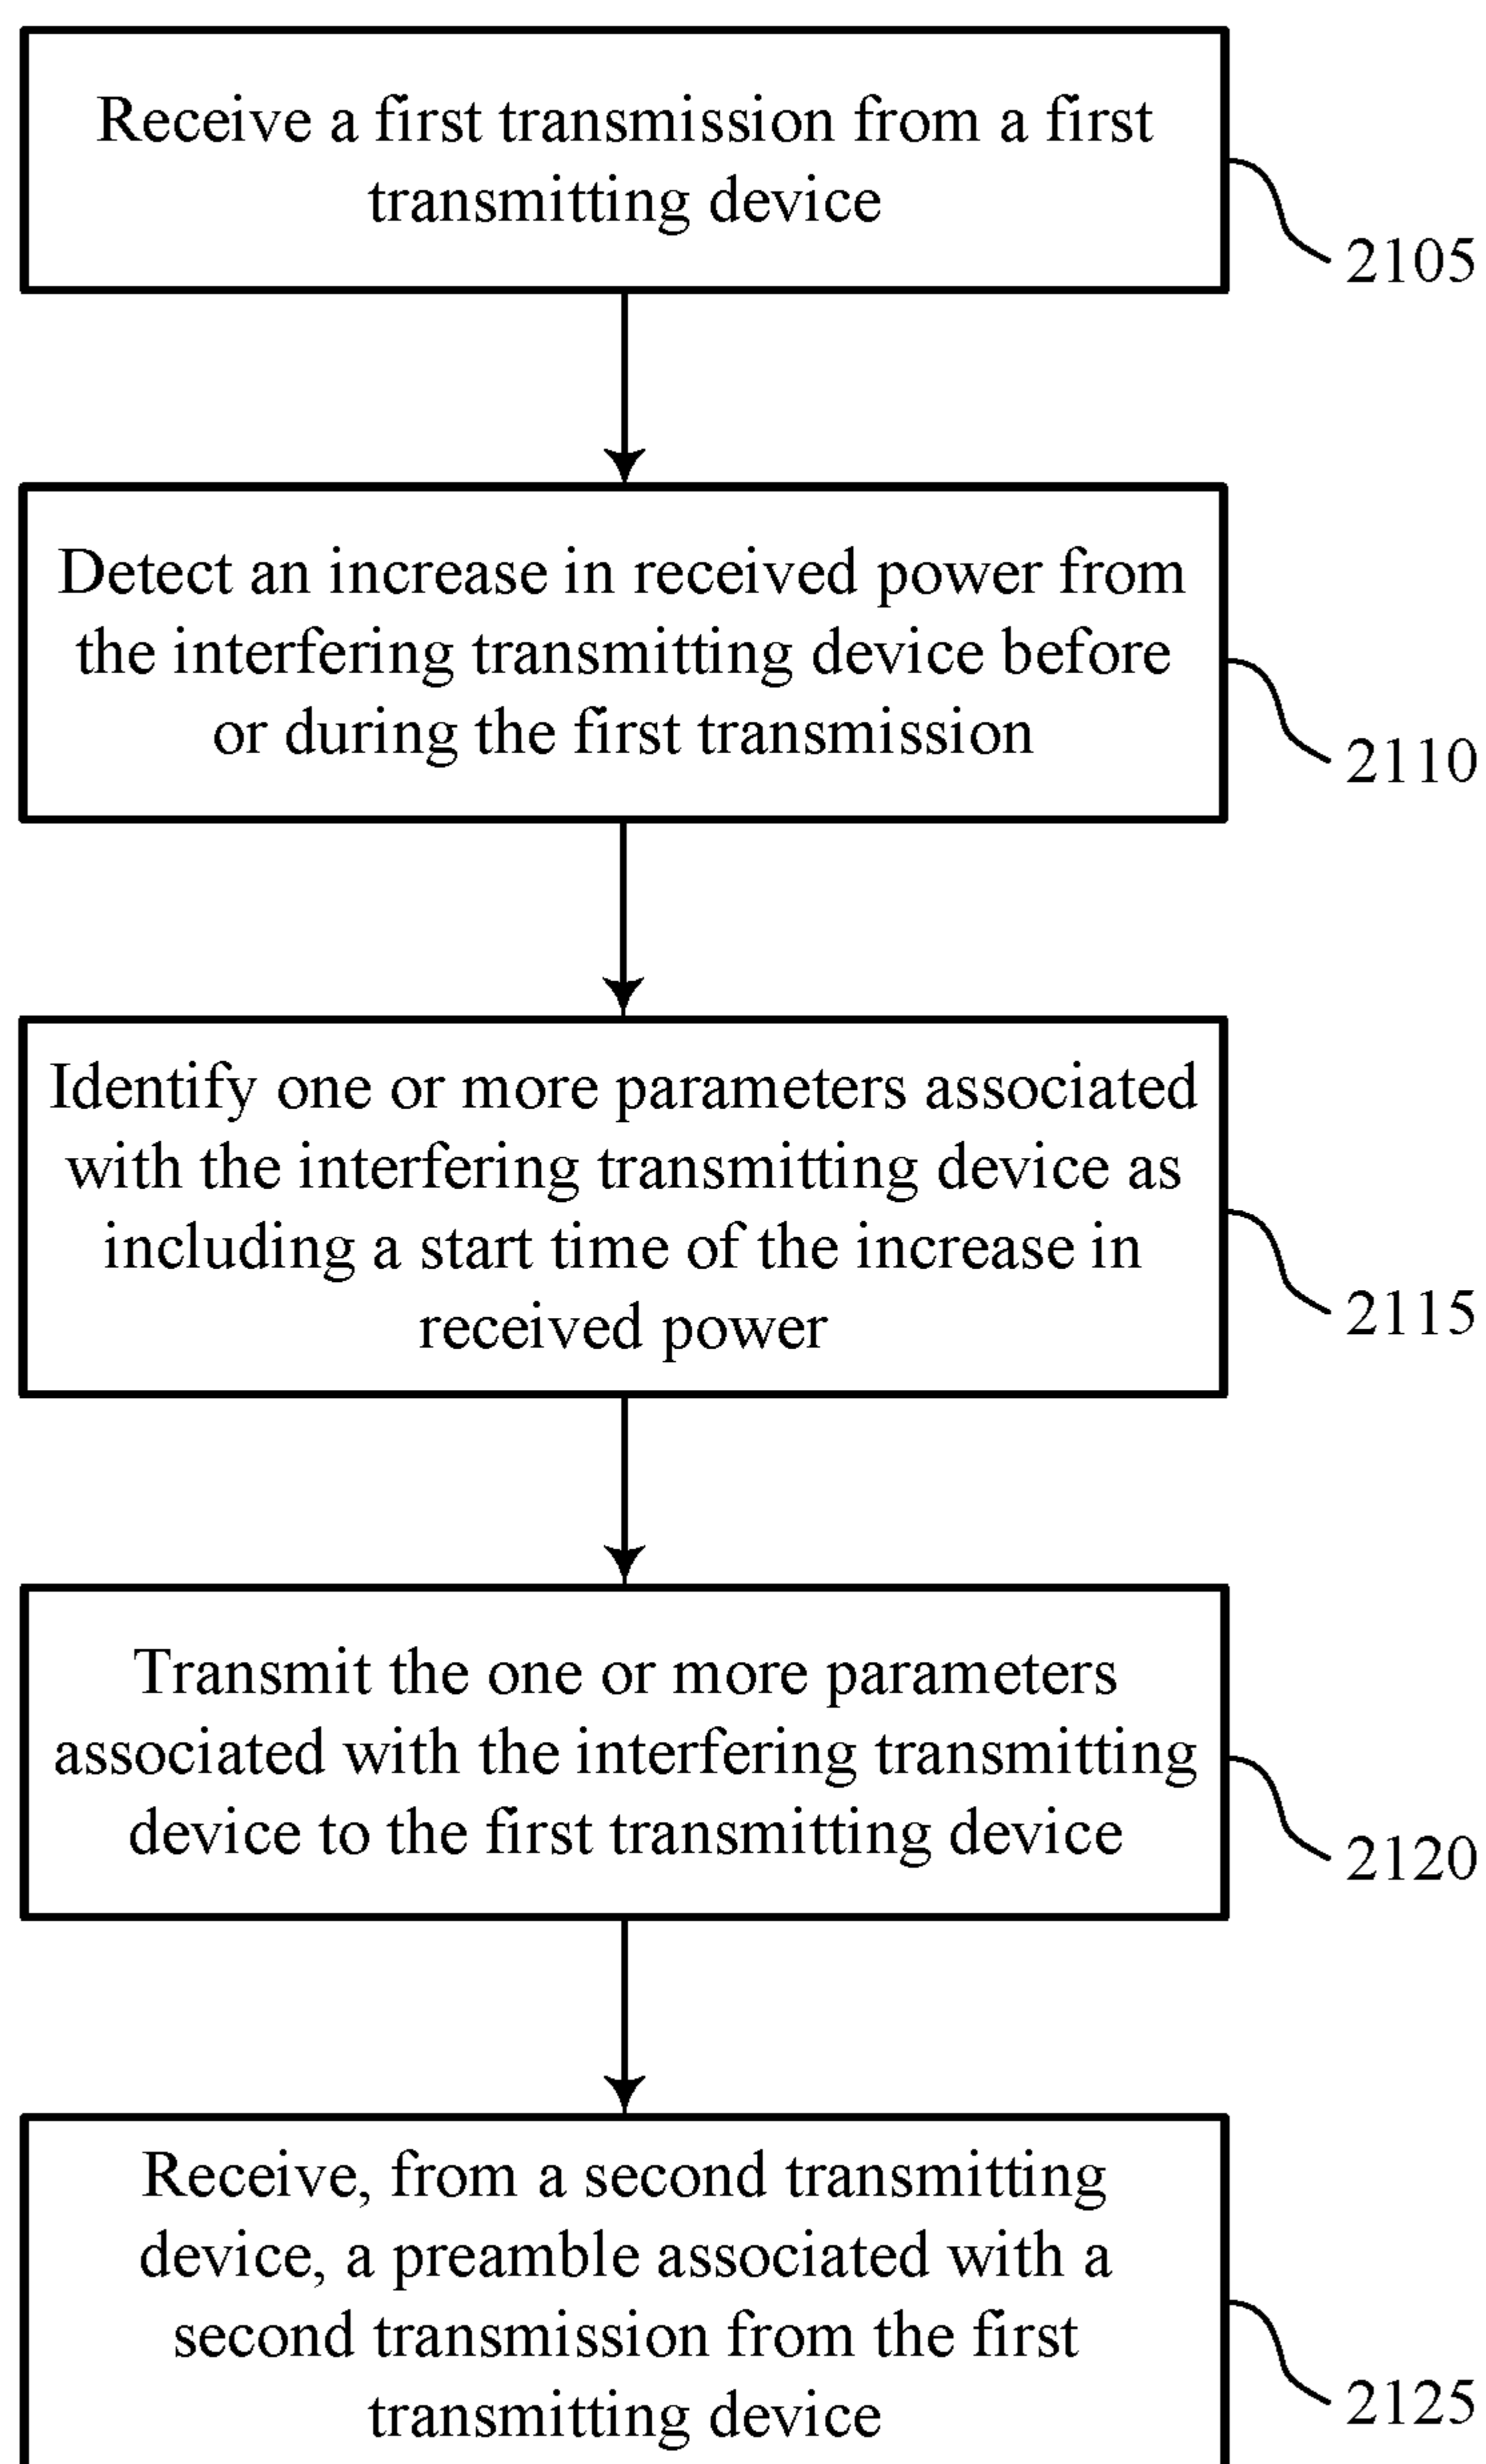 Receive a first transmission from a first
transmitting device
2105
Detect an increase in received power from
the interfering transmitting device before
or during the first transmission
2110
Identify one or more parameters associated
with the interfering transmitting device as
including a start time of the increase in
received power
2115
Transmit the one or more parameters
associated with the interfering transmitting
device to the first transmitting device
2120
Receive, from a second transmitting
device, a preamble associated with a
second transmission from the first
transmitting device
2125